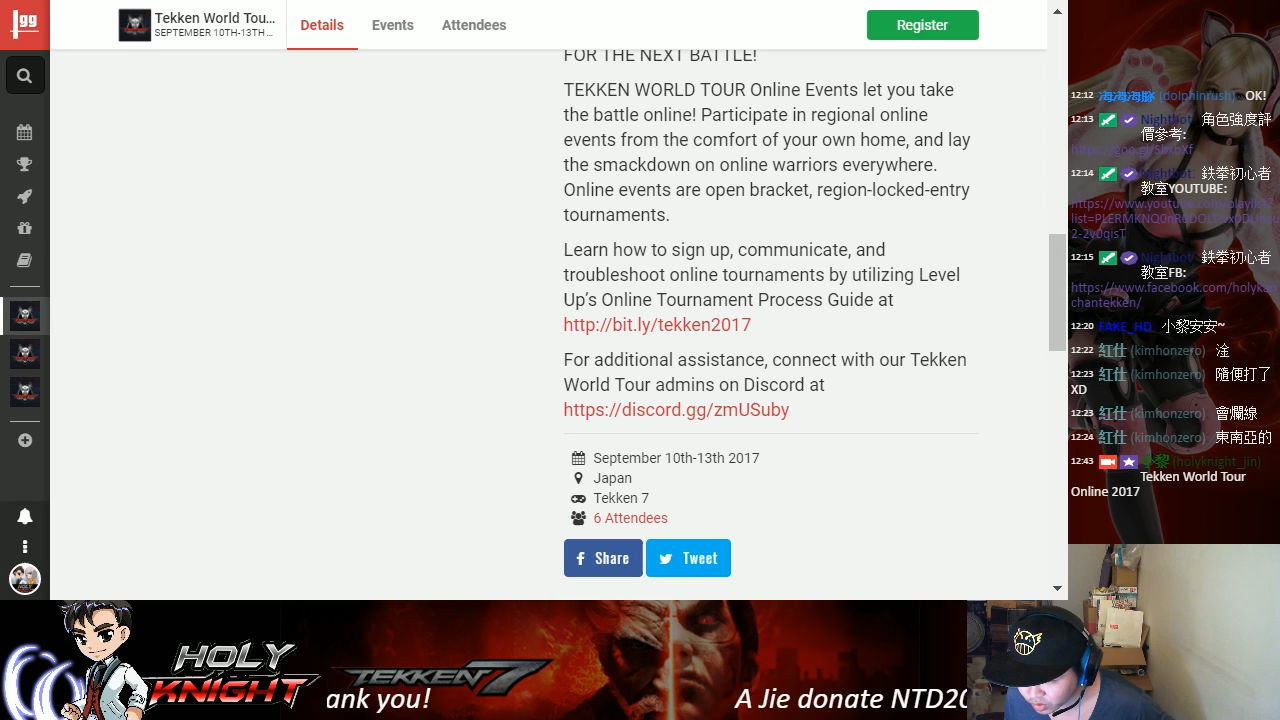 gg
Tekken World Tou...
SEPTEMBER 10TH-13TH ...
Details
Events
Attendees
Register
FOR THE NEXT BATTLE!
TEKKEN WORLD TOUR Online Events let you take
the battle online! Participate in regional online
events from the comfort of your own home, and lay
the smackdown on online warriors everywhere.
Online events are open bracket, region-locked-entry
tournaments.
Learn how to sign up, communicate, and
troubleshoot online tournaments by utilizing Level
Up's Online Tournament Process Guide at
http://bit.ly/tekken2017
For additional assistance, connect with our Tekken
World Tour admins on Discord at
https://discord.gg/zmUSuby
September 10th-13th 2017
Japan
Tekken 7
6 Attendees
Share
Tweet
12:12 (dolphinrush) OK!
12:13 Nightbot 角色強度評
價參考:
12:14 Nightbot 鉄拳初心者
教室YOUTUBE:
12:15 Nightbot 鉄拳初心者
教室FB:
https://www.facebook.com/holyka
chantekken/
12:20 FAKE_HD 小黎安安~
12:22 紅仕 (kimhonzero) 淦
12:23 紅仕 (kimhonzero) 隨便打了
XD
12:23 紅仕 (kimhonzero) 會爛線
12:24 紅仕 (kimhonzero) 東南亞的
12:43 小黎 (holyknight_jin)
Tekken World Tour
Online 2017
HOLY
KNIGHT
TEKKEN 7
ank you!
A Jie donate NTD20